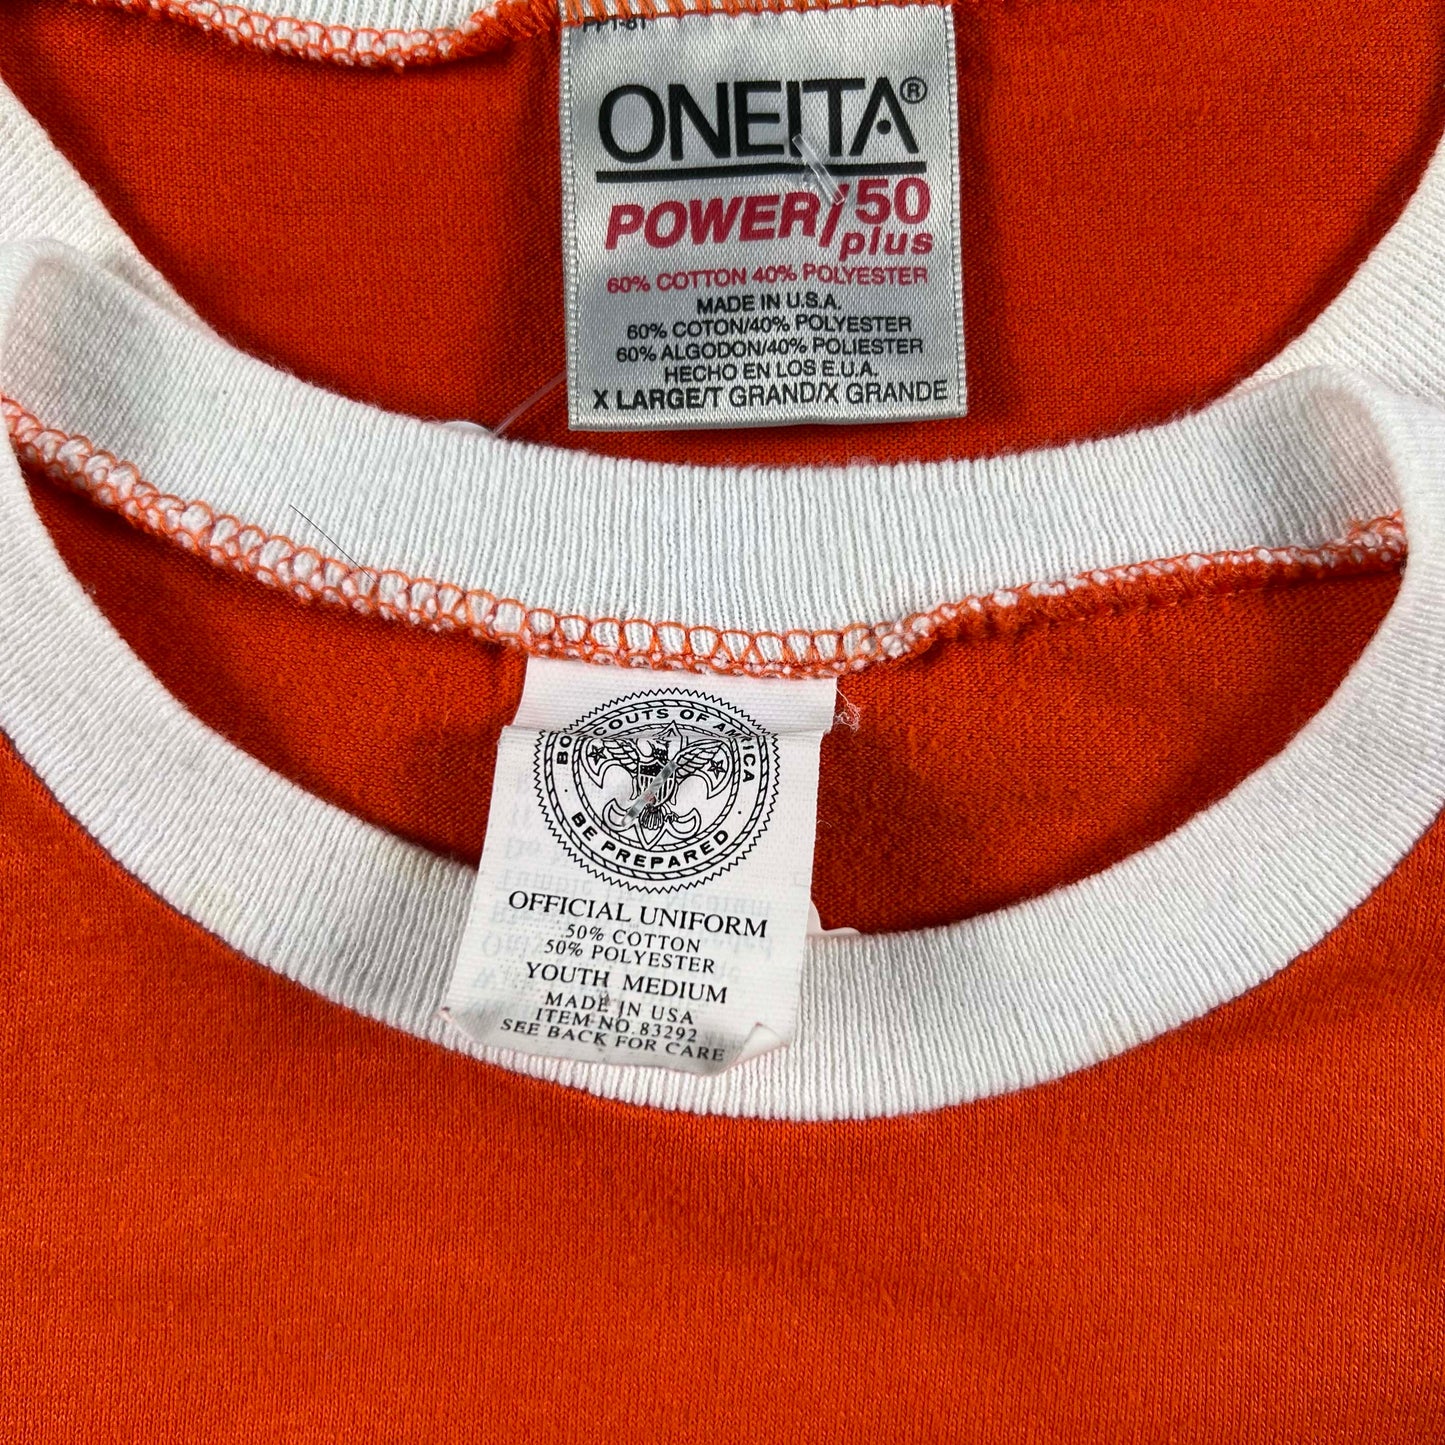 ONEITA®
POWER/50
plus
60% COTTON 40% POLYESTER
MADE IN U.S.A.
60% COTON/40% POLYESTER
60% ALGODON/40% POLIESTER
HECHO EN LOS E.U.A.
X LARGE/T GRAND/X GRANDE
BOY SCOUTS OF AMERICA
BE PREPARED
OFFICIAL UNIFORM
50% COTTON
50% POLYESTER
YOUTH MEDIUM
MADE IN USA
ITEM NO. 83292
SEE BACK FOR CARE